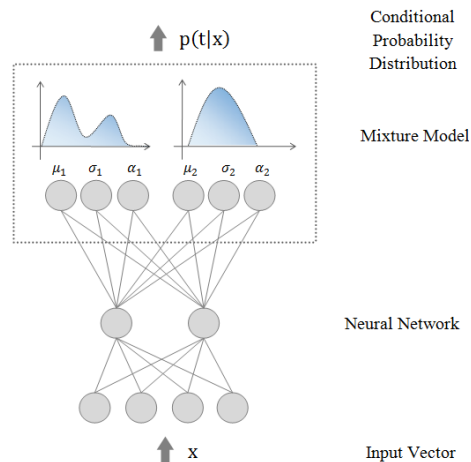 p(t|x)
Conditional
Probability
Distribution
Mixture Model
μ₁ σ₁ α₁ μ₂ σ₂ α₂
Neural Network
x
Input Vector